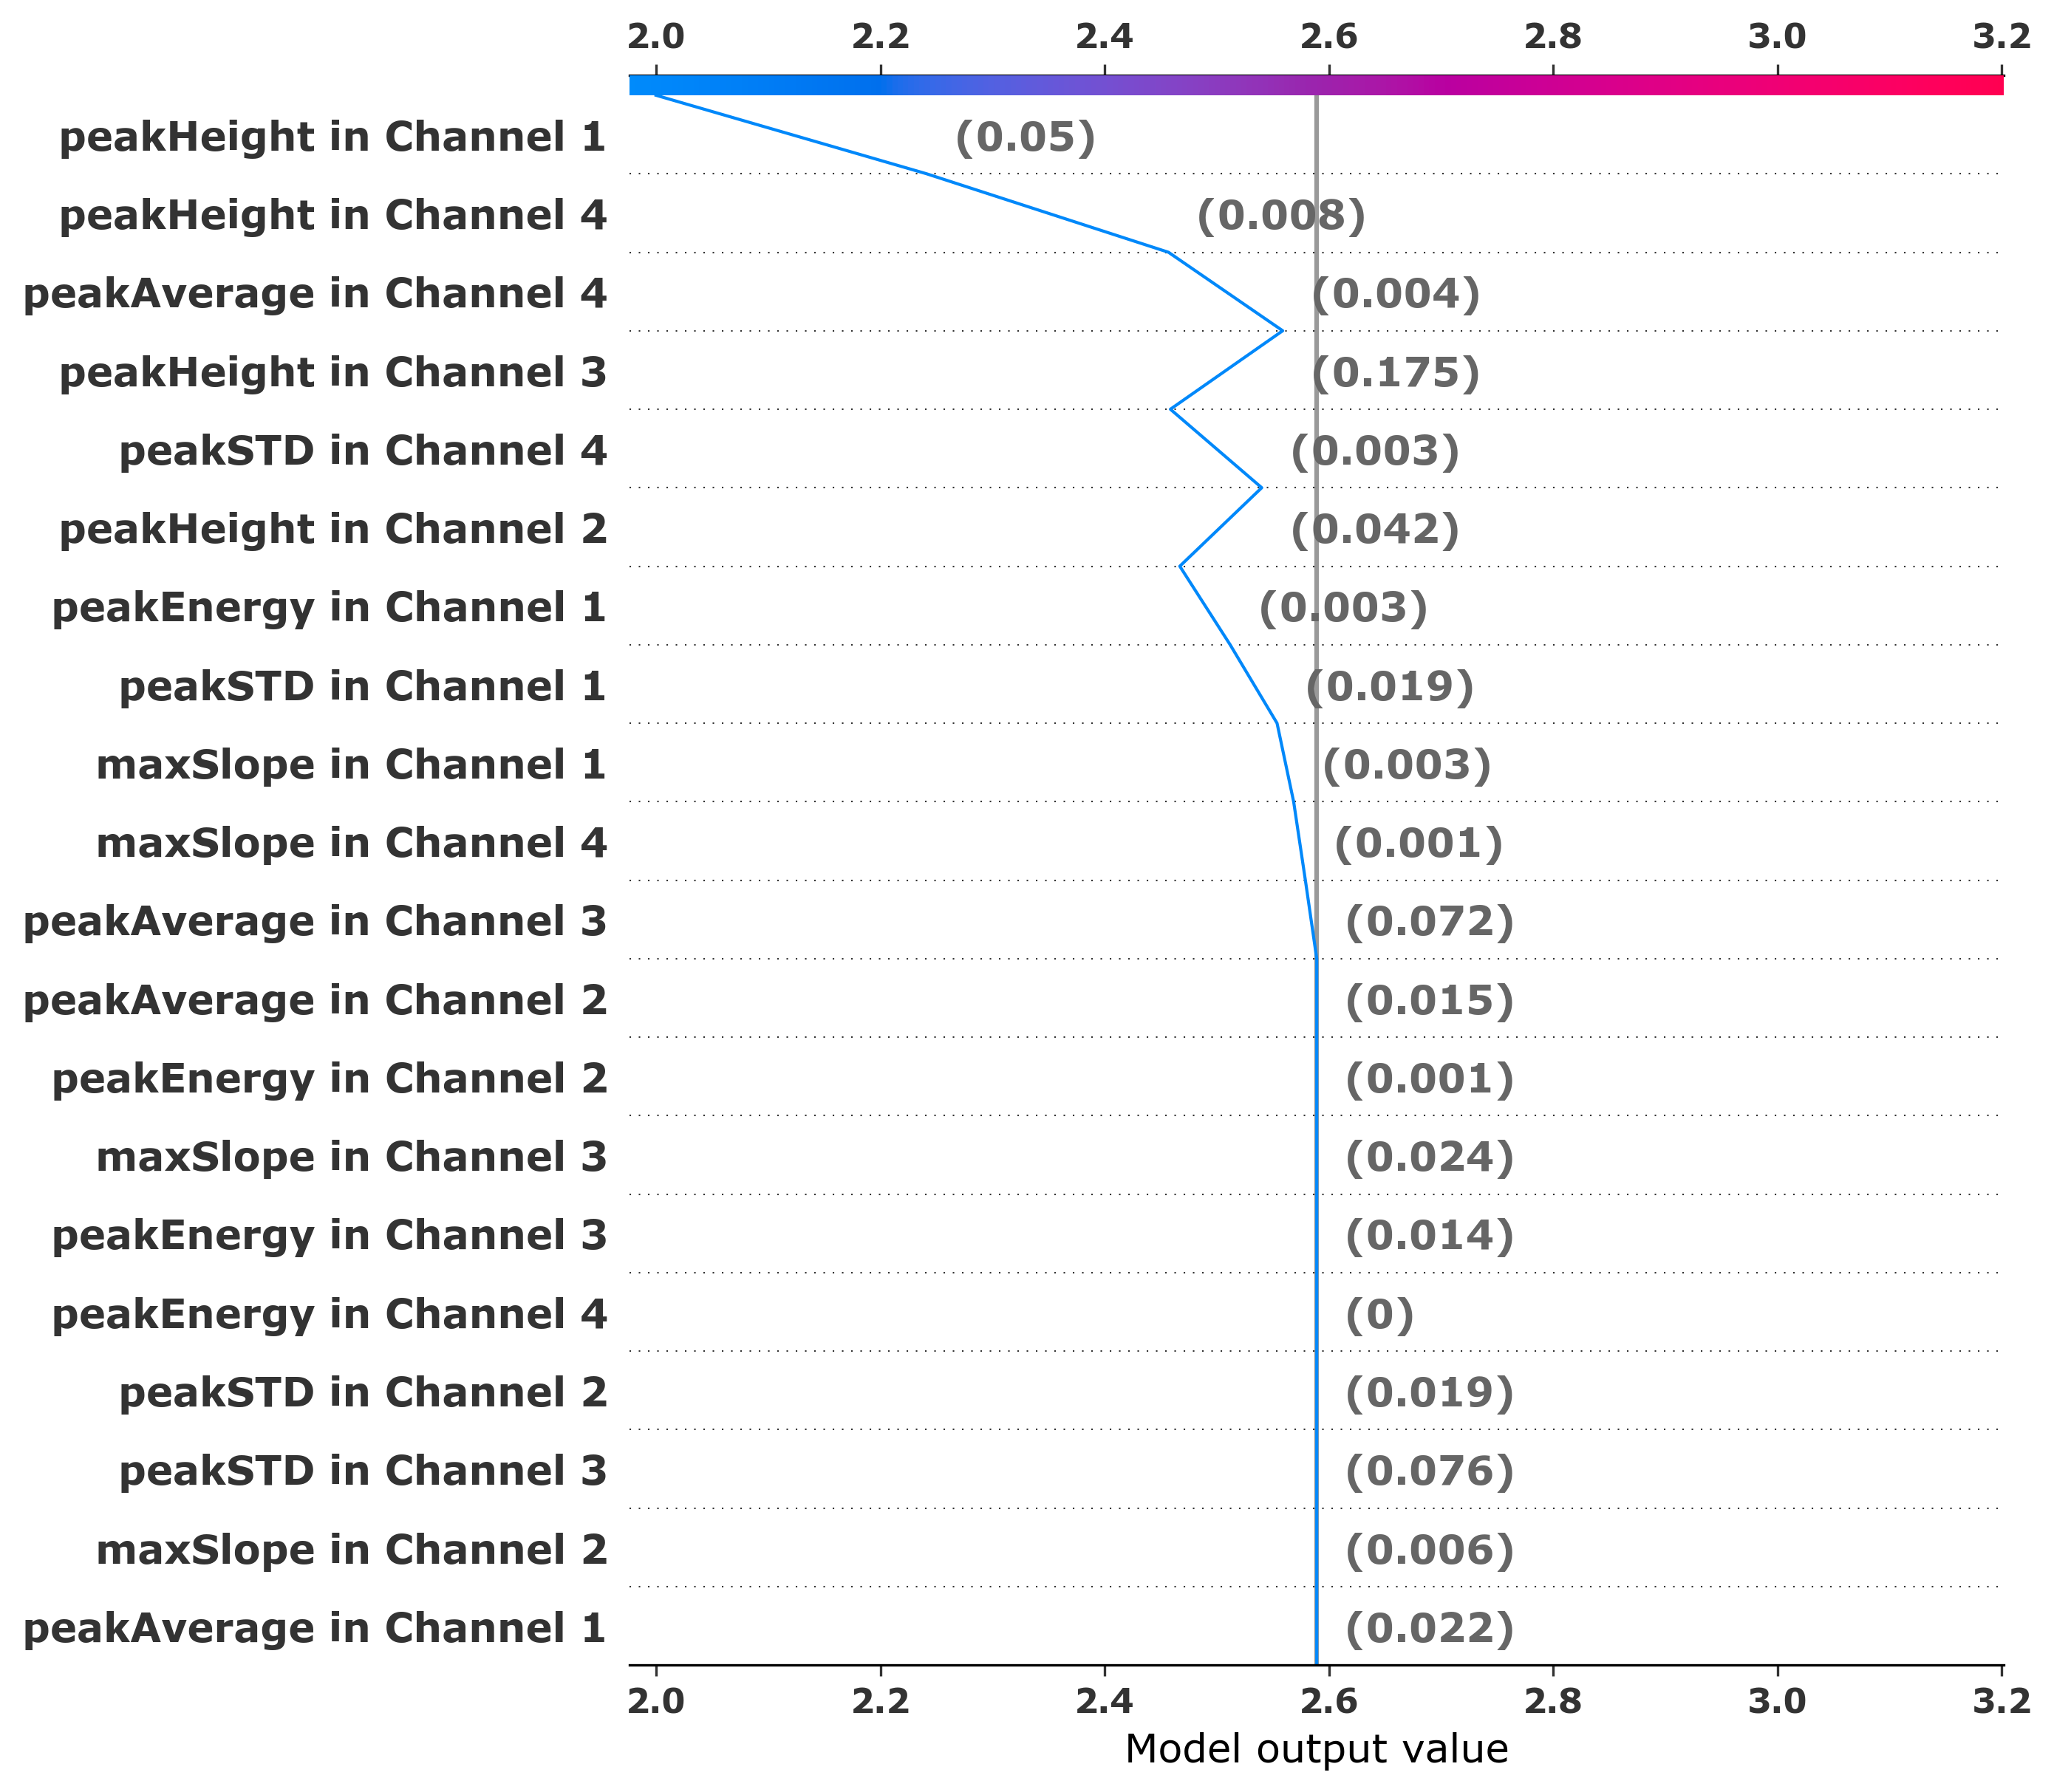 2.0 2.2 2.4 2.6 2.8 3.0 3.2
peakHeight in Channel 1 (0.05)
peakHeight in Channel 4 (0.008)
peakAverage in Channel 4 (0.004)
peakHeight in Channel 3 (0.175)
peakSTD in Channel 4 (0.003)
peakHeight in Channel 2 (0.042)
peakEnergy in Channel 1 (0.003)
peakSTD in Channel 1 (0.019)
maxSlope in Channel 1 (0.003)
maxSlope in Channel 4 (0.001)
peakAverage in Channel 3 (0.072)
peakAverage in Channel 2 (0.015)
peakEnergy in Channel 2 (0.001)
maxSlope in Channel 3 (0.024)
peakEnergy in Channel 3 (0.014)
peakEnergy in Channel 4 (0)
peakSTD in Channel 2 (0.019)
peakSTD in Channel 3 (0.076)
maxSlope in Channel 2 (0.006)
peakAverage in Channel 1 (0.022)
2.0 2.2 2.4 2.6 2.8 3.0 3.2
Model output value